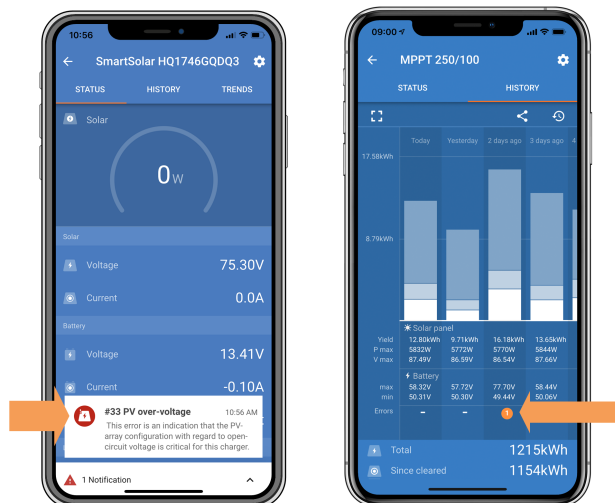 10:56
SmartSolar HQ1746GQDQ3
STATUS HISTORY TRENDS
Solar
0W
Solar
Voltage 75.30V
Current 0.0A
Battery
Voltage 13.41V
Current -0.10A
#33 PV over-voltage 10:56 AM
This error is an indication that the PV-
array configuration with regard to open-
circuit voltage is critical for this charger.
1 Notification
09:00
MPPT 250/100
STATUS HISTORY
Today Yesterday 2 days ago 3 days ago 4
17.58kWh
8.79kWh
Solar panel
Yield 12.80kWh 9.71kWh 16.18kWh 13.65kWh
P max 5832W 5772W 5770W 5844W
V max 87.49V 86.59V 86.54V 87.66V
Battery
max 58.32V 57.72V 77.70V 58.44V
min 50.31V 50.30V 49.44V 50.06V
Errors – – 1
Total 1215kWh
Since cleared 1154kWh